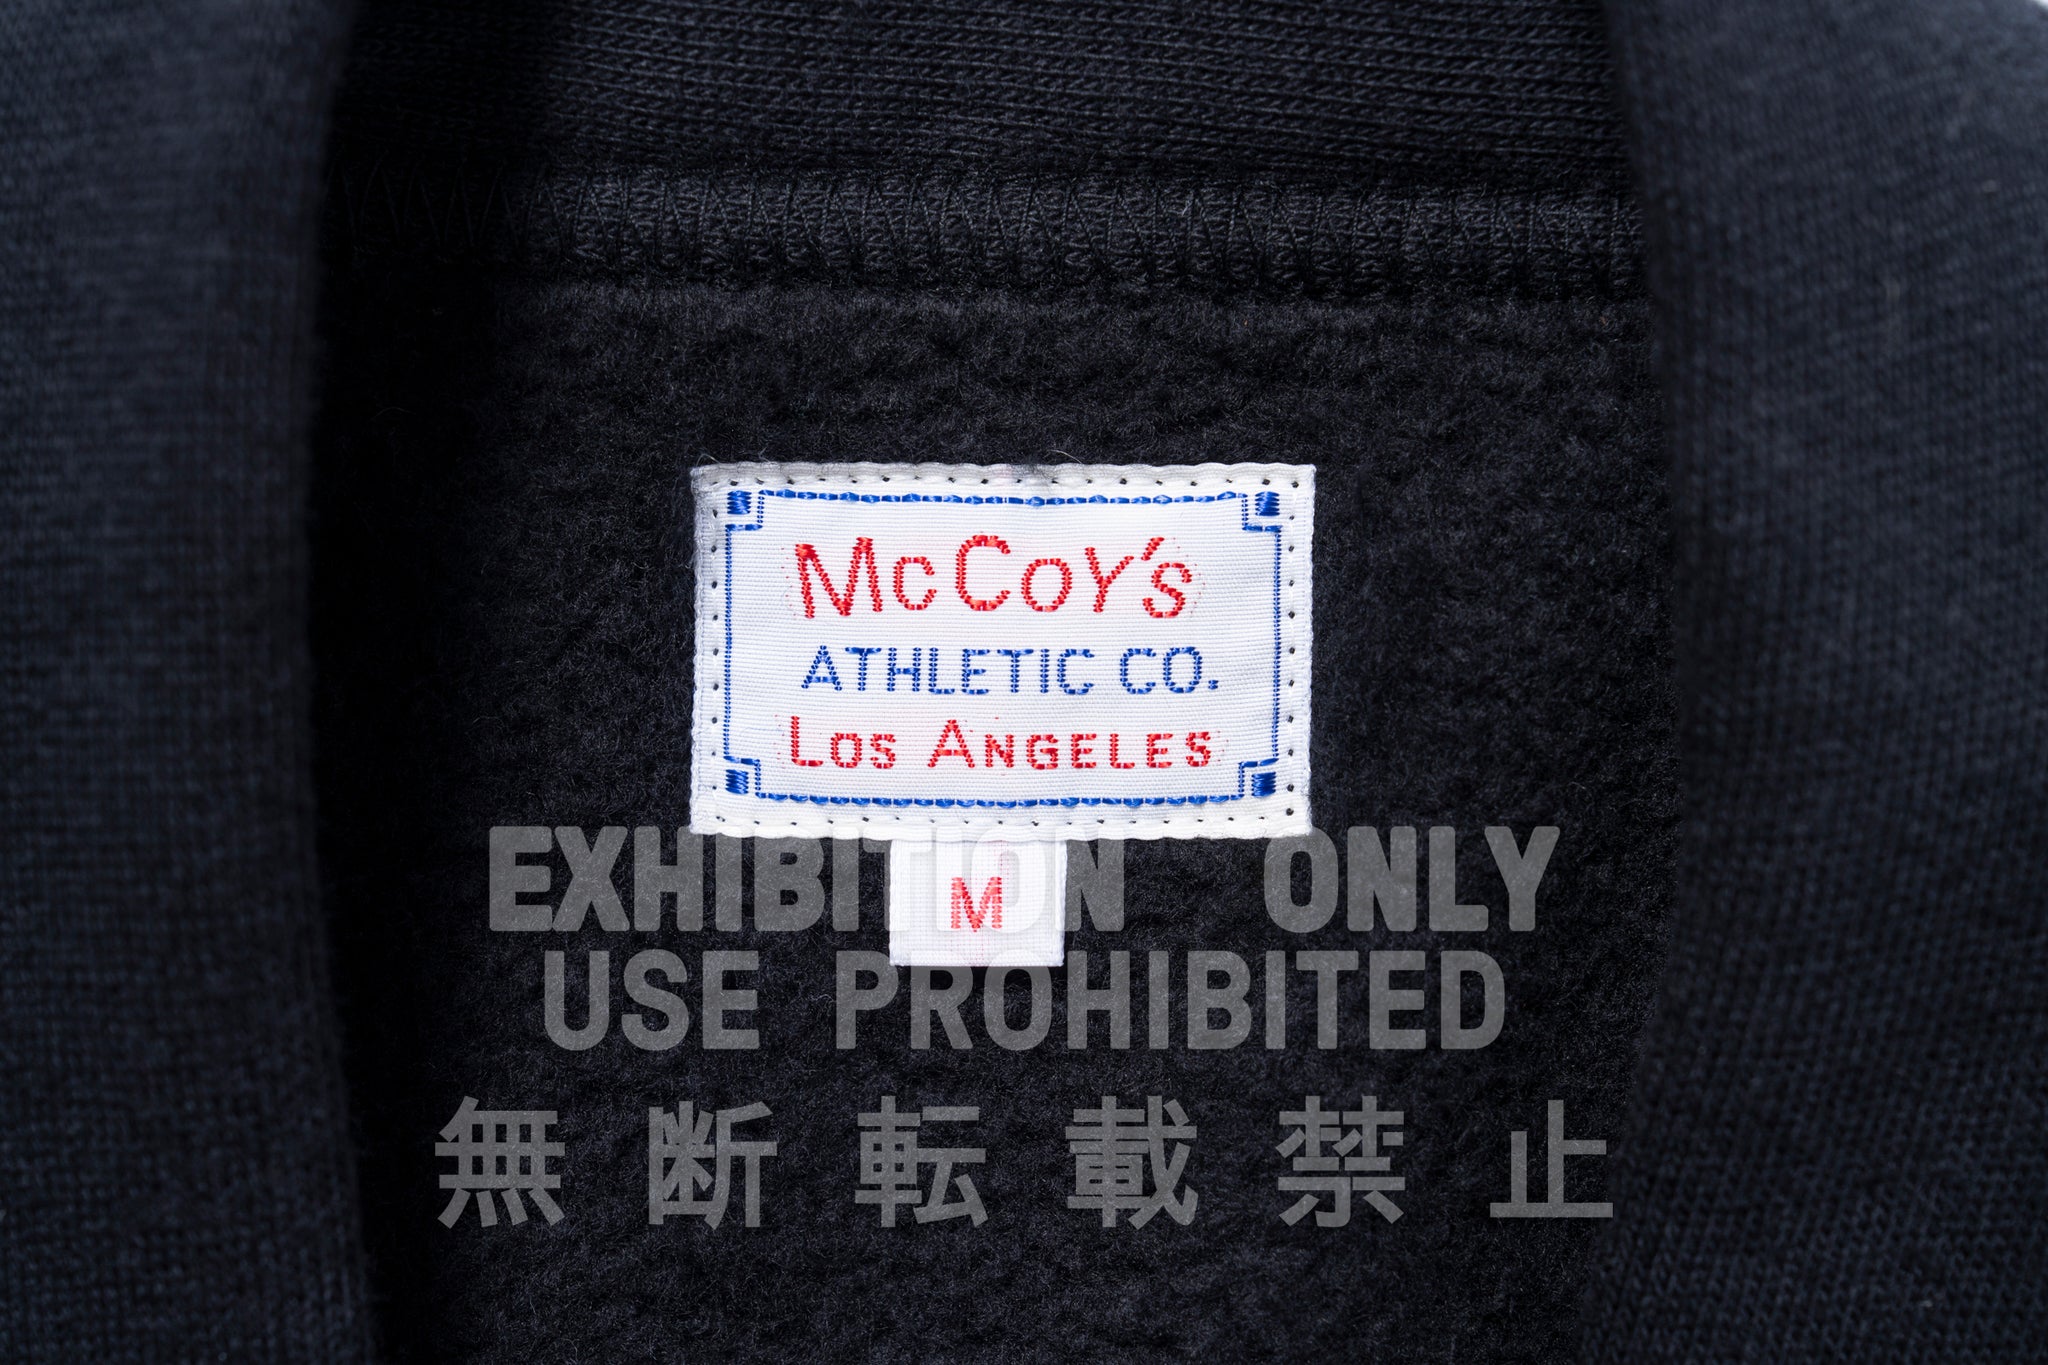 McCoy's
ATHLETIC CO.
Los Angeles
M
EXHIBITION ONLY
USE PROHIBITED
無断転載禁止